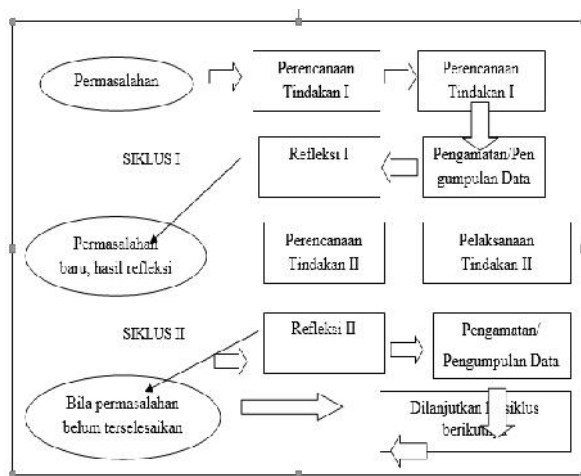 Permasalahan
Perencanaan
Tindakan I
Perencanaan
Tindakan I
SIKLUS I
Refleksi I
Pengamatan/Pen
gumpulan Data
Permasalahan
baru, hasil refleksi
Perencanaan
Tindakan II
Pelaksanaan
Tindakan II
SIKLUS II
Refleksi II
Pengamatan/
Pengumpulan Data
Bila permasalahan
belum terselesaikan
Dilanjutkan siklus